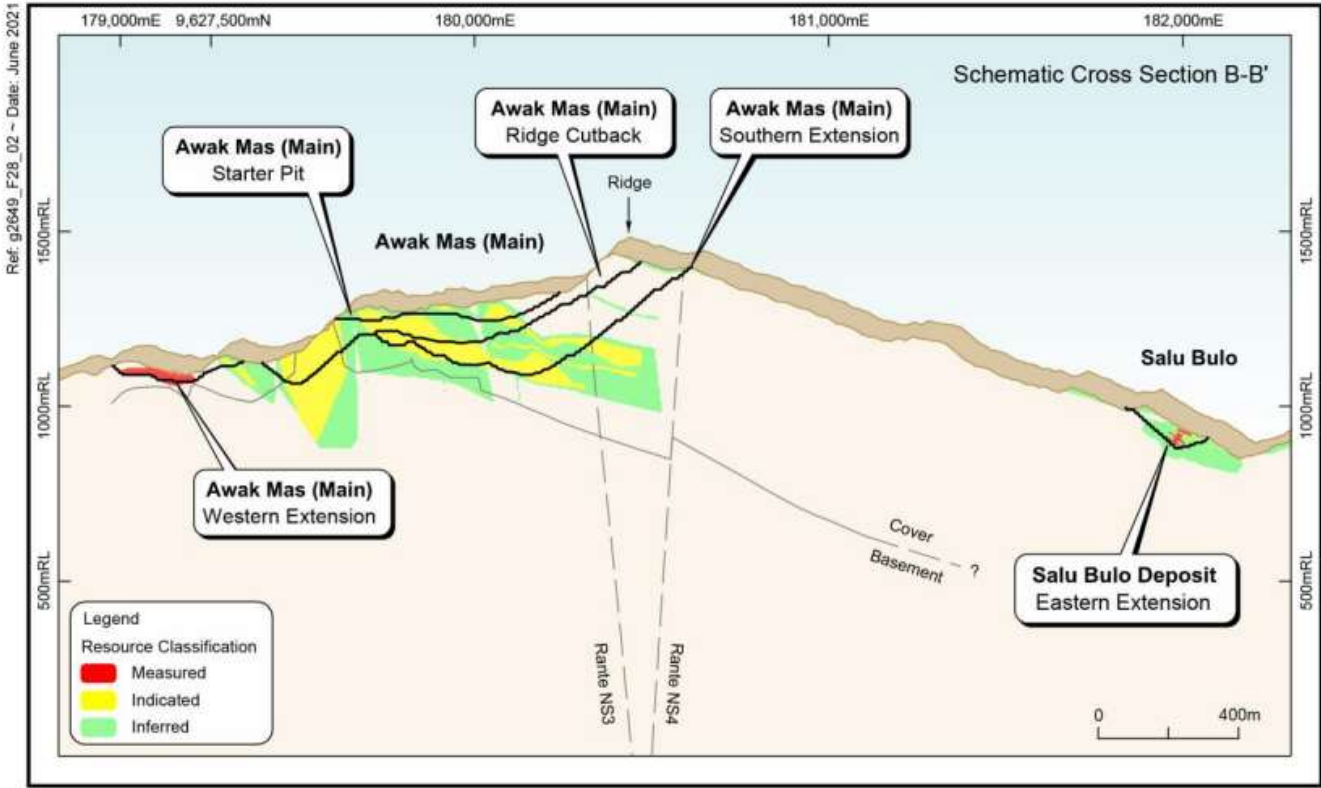 Ref: g2649_F28_02 ~ Date: June 2021
179,000mE 9,627,500mN 180,000mE 181,000mE 182,000mE
Schematic Cross Section B-B'
Awak Mas (Main)
Ridge Cutback
Awak Mas (Main)
Southern Extension
Awak Mas (Main)
Starter Pit
Ridge
Awak Mas (Main)
1500mRL
1500mRL
Salu Bulo
1000mRL
1000mRL
Awak Mas (Main)
Western Extension
Cover
Basement
?
500mRL
500mRL
Salu Bulo Deposit
Eastern Extension
Rante NS3
Rante NS4
Legend
Resource Classification
Measured
Indicated
Inferred
0 400m